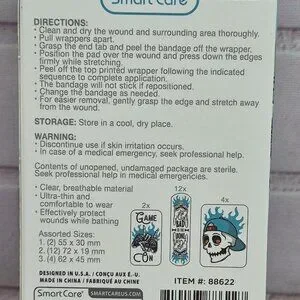 Smart Care
DIRECTIONS:
• Clean and dry the wound and surrounding area thoroughly.
• Pull wrappers apart.
• Grasp the end tab and peel the bandage off the wrapper.
• Position the pad over the wound and press down the edges
firmly while stretching.
• Peel off the top printed wrapper following the indicated
sequence to complete application.
• The bandage will not stick if repositioned.
• Change the bandage as needed.
• For easier removal, gently grasp the edge and stretch away
from the wound.
STORAGE: Store in a cool, dry place.
WARNING:
• Discontinue use if skin irritation occurs.
• In case of a medical emergency, seek professional help.
Contents of unopened, undamaged package are sterile.
Seek professional help in medical emergencies.
• Clear, breathable material
• Ultra-thin and
comfortable to wear
• Effectively protect
wounds while bathing
Assorted Sizes:
1. (2) 55 x 30 mm
2. (12) 72 x 19 mm
3. (4) 62 x 45 mm
2x
12x
4x
GAME
ON
DESIGNED IN U.S.A. / CONÇU AUX É.U.
MADE IN CHINA / FABRIQUÉ AU CHINE
ITEM #: 88622
Smart Care
SMARTCAREUS.COM